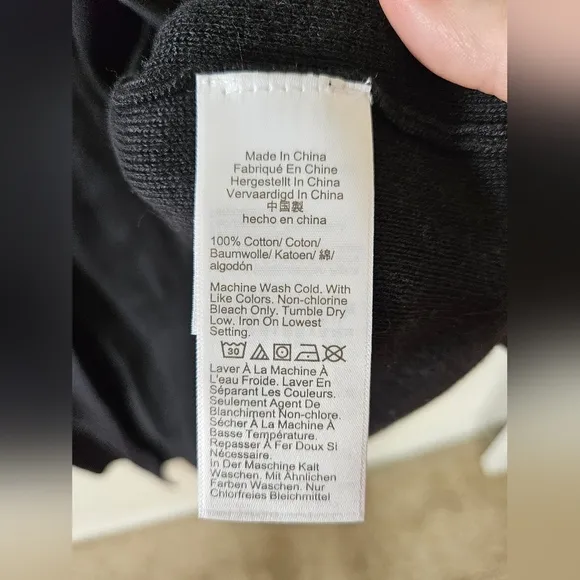 Made In China
Fabriqué En Chine
Hergestellt In China
Vervaardigd In China
中国製
hecho en china
100% Cotton/ Coton/
Baumwolle/ Katoen/ 綿/
algodón
Machine Wash Cold. With
Like Colors. Non-chlorine
Bleach Only. Tumble Dry
Low. Iron On Lowest
Setting.
30
Laver À La Machine À
L'eau Froide. Laver En
Séparant Les Couleurs.
Seulement Agent De
Blanchiment Non-chlore.
Sécher À La Machine À
Basse Température.
Repasser À Fer Doux Si
Nécessaire.
In Der Maschine Kalt
Waschen. Mit Ähnlichen
Farben Waschen. Nur
Chlorfreies Bleichmittel